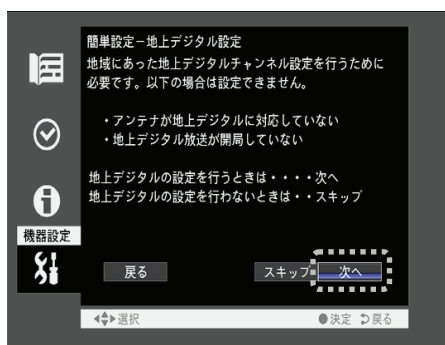 簡単設定－地上デジタル設定
地域にあった地上デジタルチャンネル設定を行うために
必要です。以下の場合は設定できません。
・アンテナが地上デジタルに対応していない
・地上デジタル放送が開局していない
地上デジタルの設定を行うときは・・・・次へ
地上デジタルの設定を行わないときは・・スキップ
機器設定
戻る スキップ 次へ
選択 ●決定 戻る